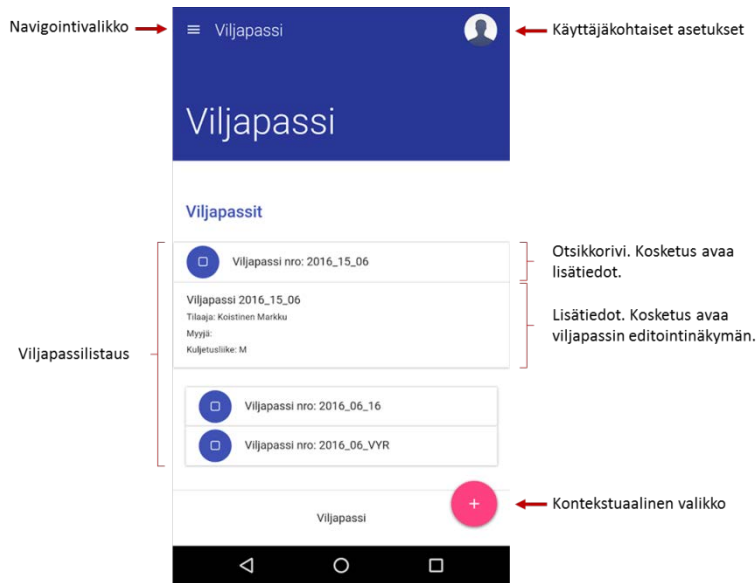 Navigointivalikko
Viljapassi
Käyttäjäkohtaiset asetukset
Viljapassi
Viljapassit
Viljapassi nro: 2016_15_06
Otsikkorivi. Kosketus avaa
lisätiedot.
Viljapassi 2016_15_06
Tilaaja: Koistinen Markku
Myyjä:
Kuljetusliike: M
Lisätiedot. Kosketus avaa
viljapassin editointinäkymän.
Viljapassilistaus
Viljapassi nro: 2016_06_16
Viljapassi nro: 2016_06_VYR
Kontekstuaalinen valikko
Viljapassi